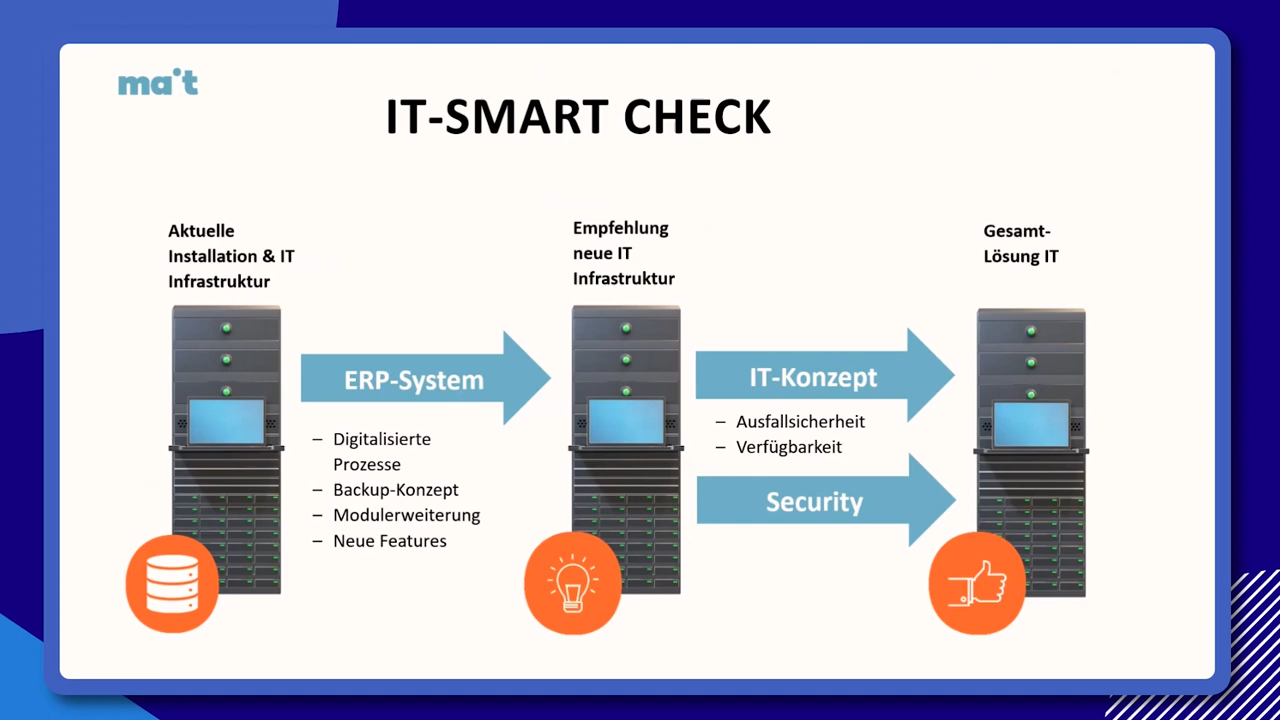 ma't
IT-SMART CHECK
Aktuelle
Installation & IT
Infrastruktur
Empfehlung
neue IT
Infrastruktur
Gesamt-
Lösung IT
ERP-System
– Digitalisierte
Prozesse
– Backup-Konzept
– Modulerweiterung
– Neue Features
IT-Konzept
– Ausfallsicherheit
– Verfügbarkeit
Security